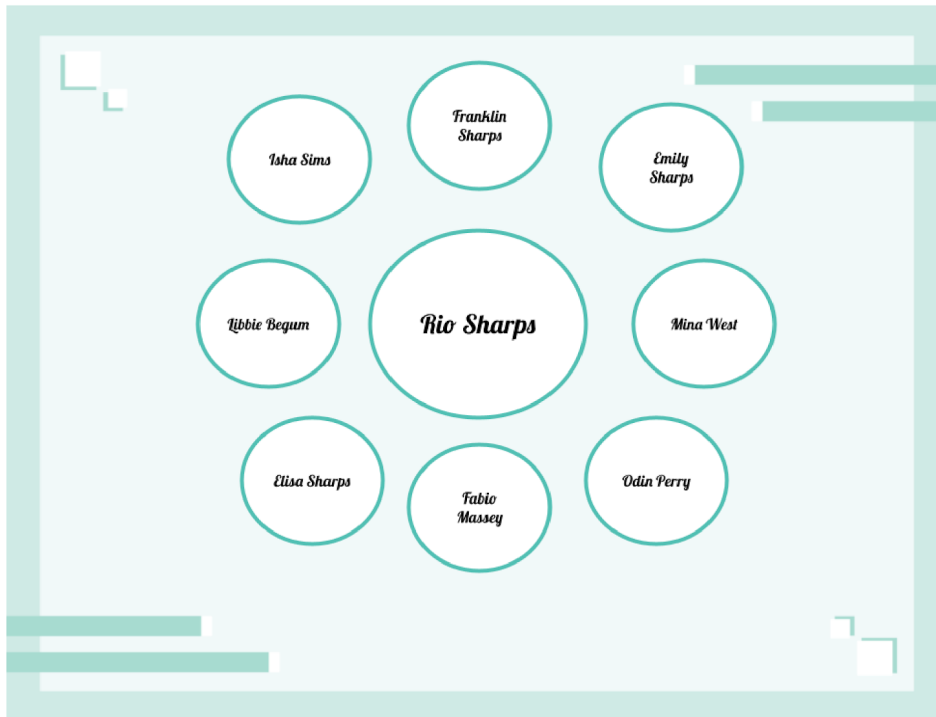 Franklin
Sharps
Isha Sims
Emily
Sharps
Libbie Begum
Rio Sharps
Mina West
Elisa Sharps
Fabio
Massey
Odin Perry